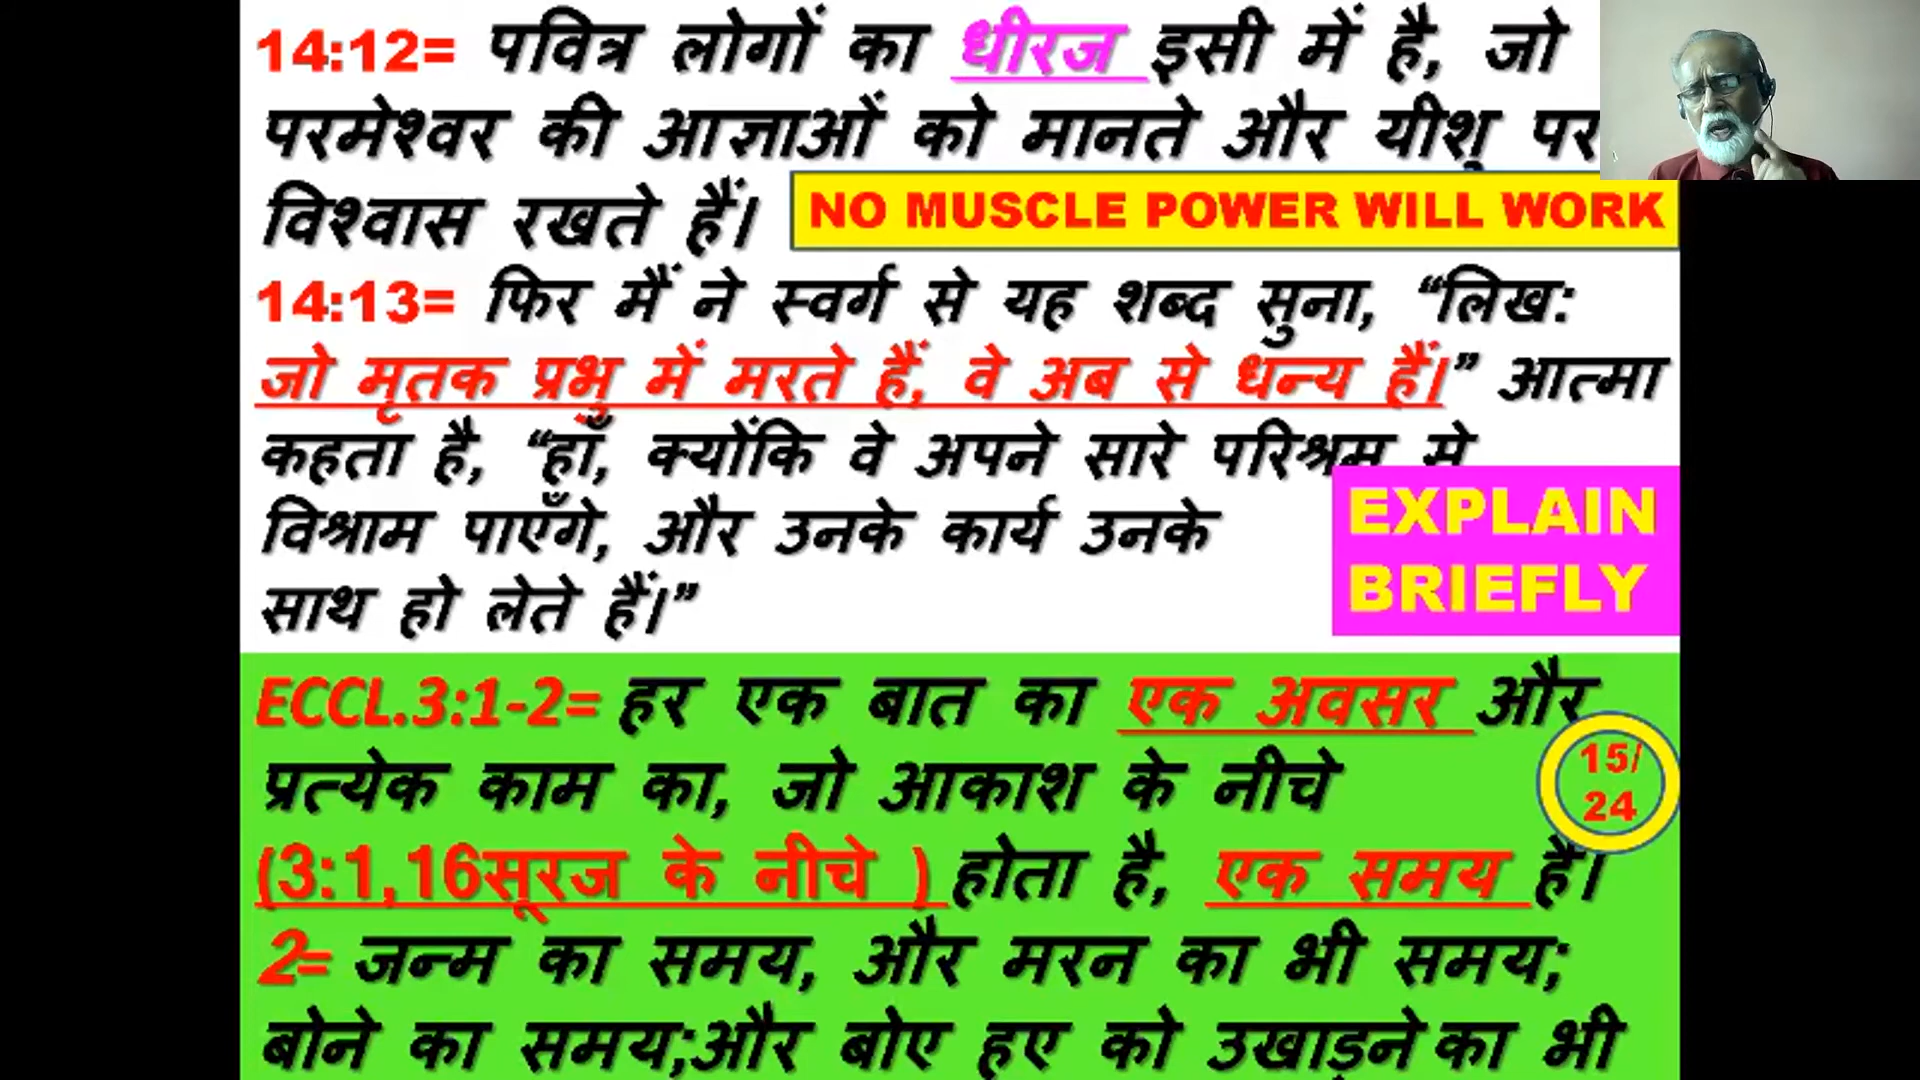 14:12= पवित्र लोगों का धीरज इसी में है, जो
परमेश्वर की आज्ञाओं को मानते और यीशु पर
विश्वास रखते हैं।
NO MUSCLE POWER WILL WORK
14:13= फिर मैं ने स्वर्ग से यह शब्द सुना, “लिख:
जो मृतक प्रभु में मरते हैं, वे अब से धन्य हैं।” आत्मा
कहता है, “हाँ, क्योंकि वे अपने सारे परिश्रम से
विश्राम पाएँगे, और उनके कार्य उनके
साथ हो लेते हैं।”
EXPLAIN
BRIEFLY
ECCL.3:1-2= हर एक बात का एक अवसर और
प्रत्येक काम का, जो आकाश के नीचे
15/
24
(3:1,16सूरज के नीचे ) होता है, एक समय है।
2= जन्म का समय, और मरन का भी समय;
बोने का समय;और बोए हुए को उखाड़ने का भी